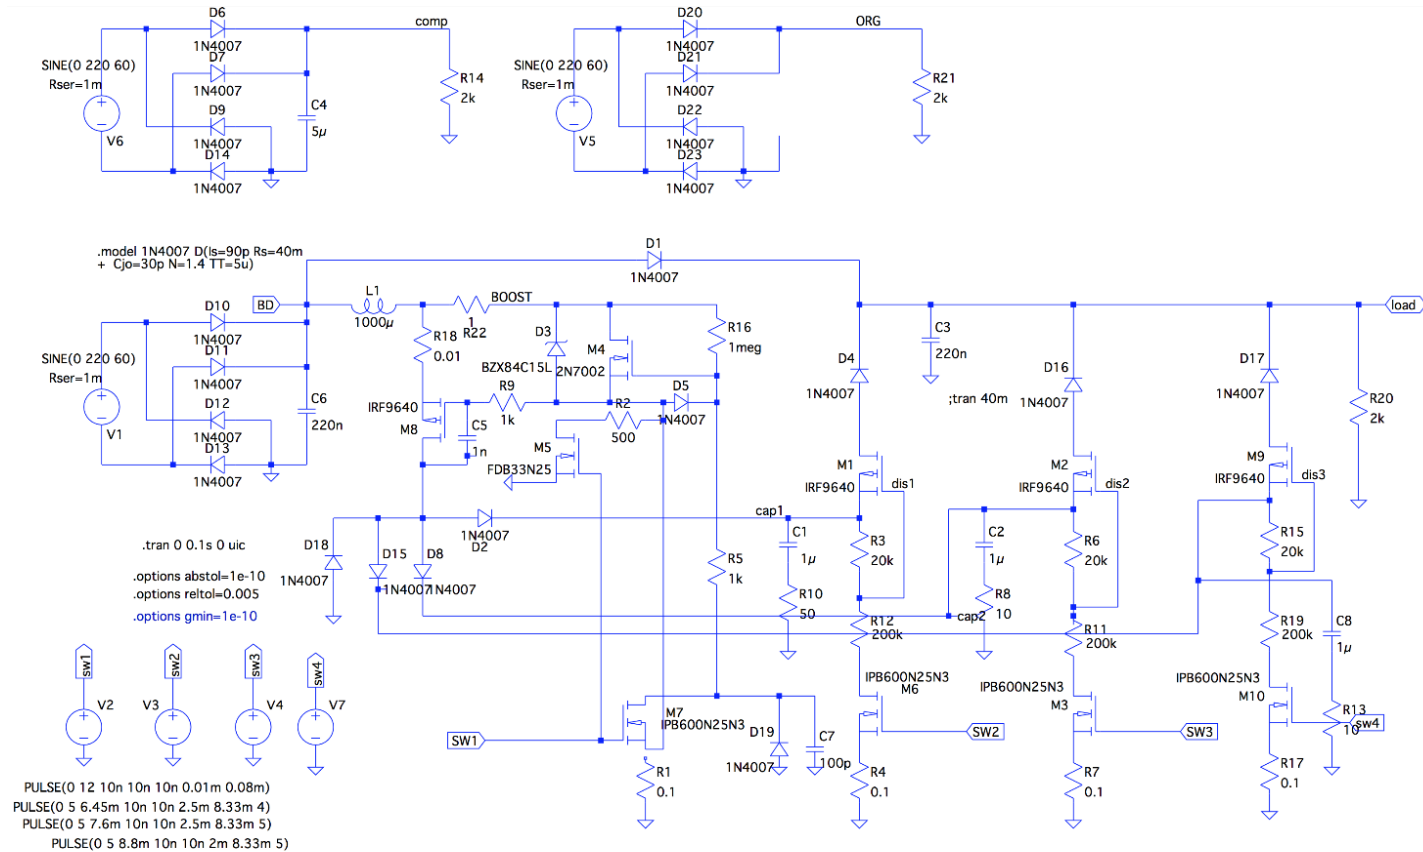 D6
1N4007
comp
D7
1N4007
SINE(0 220 60)
Rser=1m
V6
D9
1N4007
D14
1N4007
C4
5µ
R14
2k
D20
1N4007
ORG
D21
1N4007
SINE(0 220 60)
Rser=1m
V5
D22
1N4007
D23
1N4007
R21
2k
.model 1N4007 D(Is=90p Rs=40m
+ Cjo=30p N=1.4 TT=5u)
D1
1N4007
BD
L1
1000µ
BOOST
1
R22
load
D10
1N4007
D11
1N4007
SINE(0 220 60)
Rser=1m
V1
D12
1N4007
D13
1N4007
C6
220n
R18
0.01
D3
BZX84C15L
M4
2N7002
R16
1meg
IRF9640
M8
R9
1k
C5
1n
R2
500
D5
1N4007
M5
FDB33N25
D4
1N4007
C3
220n
;tran 40m
D16
1N4007
D17
1N4007
R20
2k
M1
IRF9640
dis1
M2
IRF9640
dis2
M9
IRF9640
dis3
1N4007
D2
cap1
C1
1µ
R3
20k
C2
1µ
R6
20k
R15
20k
D18
1N4007
D15
1N4007
D8
1N4007
R5
1k
R10
50
R12
200k
R8
10
cap2
R11
200k
R19
200k
C8
1µ
.tran 0 0.1s 0 uic
.options abstol=1e-10
.options reltol=0.005
.options gmin=1e-10
sw1
V2
sw2
V3
sw3
V4
sw4
V7
SW1
M7
IPB600N25N3
R1
0.1
D19
1N4007
C7
100p
IPB600N25N3
M6
SW2
R4
0.1
IPB600N25N3
M3
SW3
R7
0.1
IPB600N25N3
M10
R13
10
sw4
R17
0.1
PULSE(0 12 10n 10n 10n 0.01m 0.08m)
PULSE(0 5 6.45m 10n 10n 2.5m 8.33m 4)
PULSE(0 5 7.6m 10n 10n 2.5m 8.33m 5)
PULSE(0 5 8.8m 10n 10n 2m 8.33m 5)